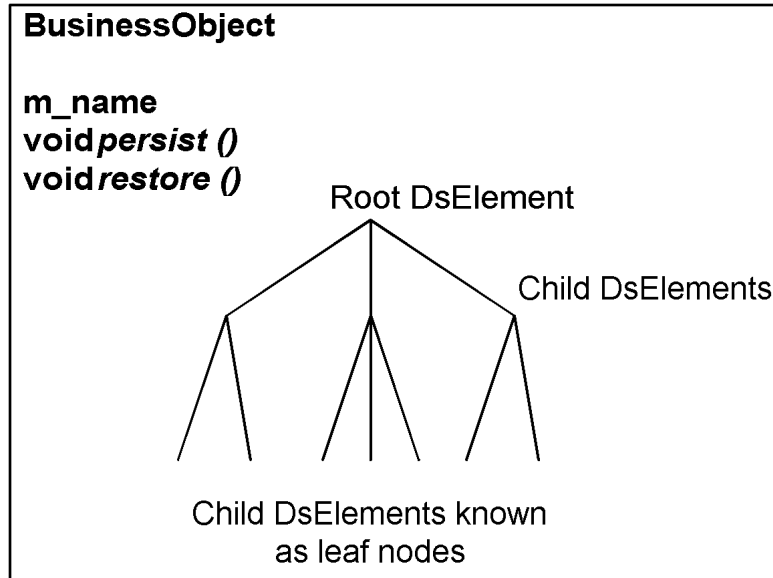 BusinessObject
m_name
void persist ()
void restore ()
Root DsElement
Child DsElements
Child DsElements known
as leaf nodes